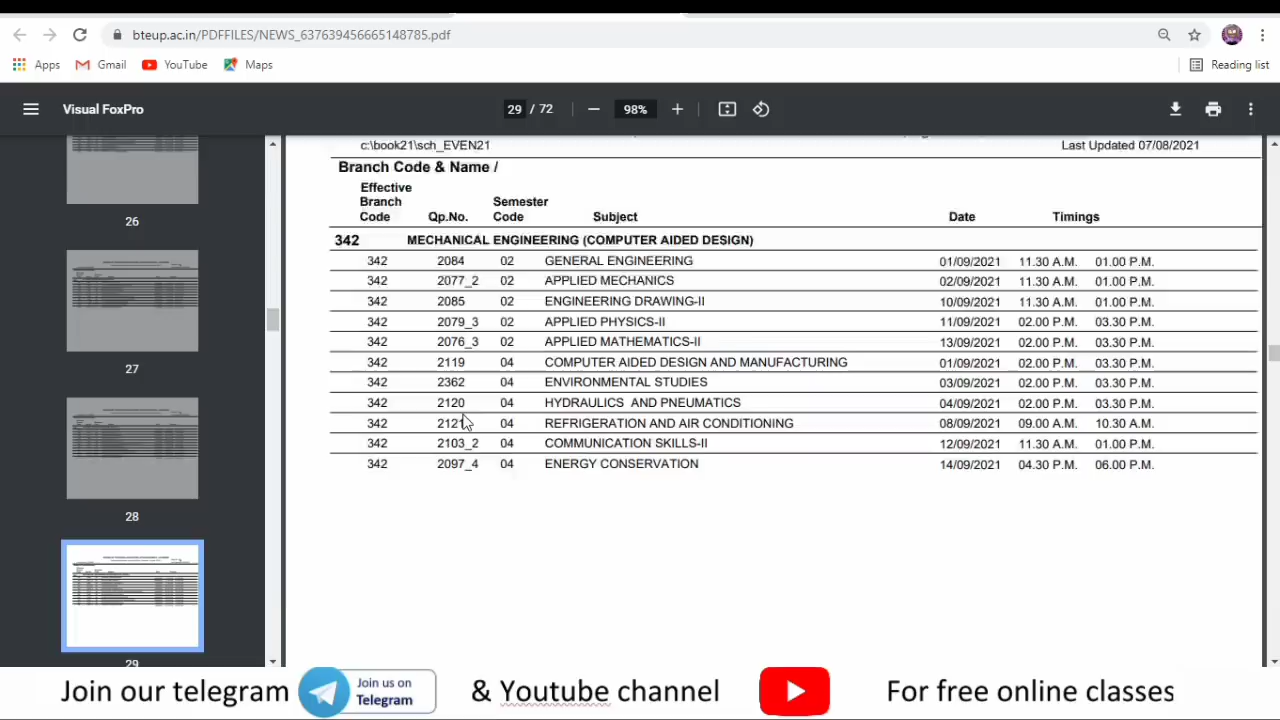 bteup.ac.in/PDFFILES/NEWS_637639456665148785.pdf
Apps Gmail YouTube Maps Reading list
Visual FoxPro 29 / 72 98%
26
27
28
29
c:\book21\sch_EVEN21 Last Updated 07/08/2021
Branch Code & Name /
Effective
Branch Semester
Code Qp.No. Code Subject Date Timings
342 MECHANICAL ENGINEERING (COMPUTER AIDED DESIGN)
342 2084 02 GENERAL ENGINEERING 01/09/2021 11.30 A.M. 01.00 P.M.
342 2077_2 02 APPLIED MECHANICS 02/09/2021 11.30 A.M. 01.00 P.M.
342 2085 02 ENGINEERING DRAWING-II 10/09/2021 11.30 A.M. 01.00 P.M.
342 2079_3 02 APPLIED PHYSICS-II 11/09/2021 02.00 P.M. 03.30 P.M.
342 2076_3 02 APPLIED MATHEMATICS-II 13/09/2021 02.00 P.M. 03.30 P.M.
342 2119 04 COMPUTER AIDED DESIGN AND MANUFACTURING 01/09/2021 02.00 P.M. 03.30 P.M.
342 2362 04 ENVIRONMENTAL STUDIES 03/09/2021 02.00 P.M. 03.30 P.M.
342 2120 04 HYDRAULICS AND PNEUMATICS 04/09/2021 02.00 P.M. 03.30 P.M.
342 2121 04 REFRIGERATION AND AIR CONDITIONING 08/09/2021 09.00 A.M. 10.30 A.M.
342 2103_2 04 COMMUNICATION SKILLS-II 12/09/2021 11.30 A.M. 01.00 P.M.
342 2097_4 04 ENERGY CONSERVATION 14/09/2021 04.30 P.M. 06.00 P.M.
Join our telegram Join us on Telegram & Youtube channel For free online classes